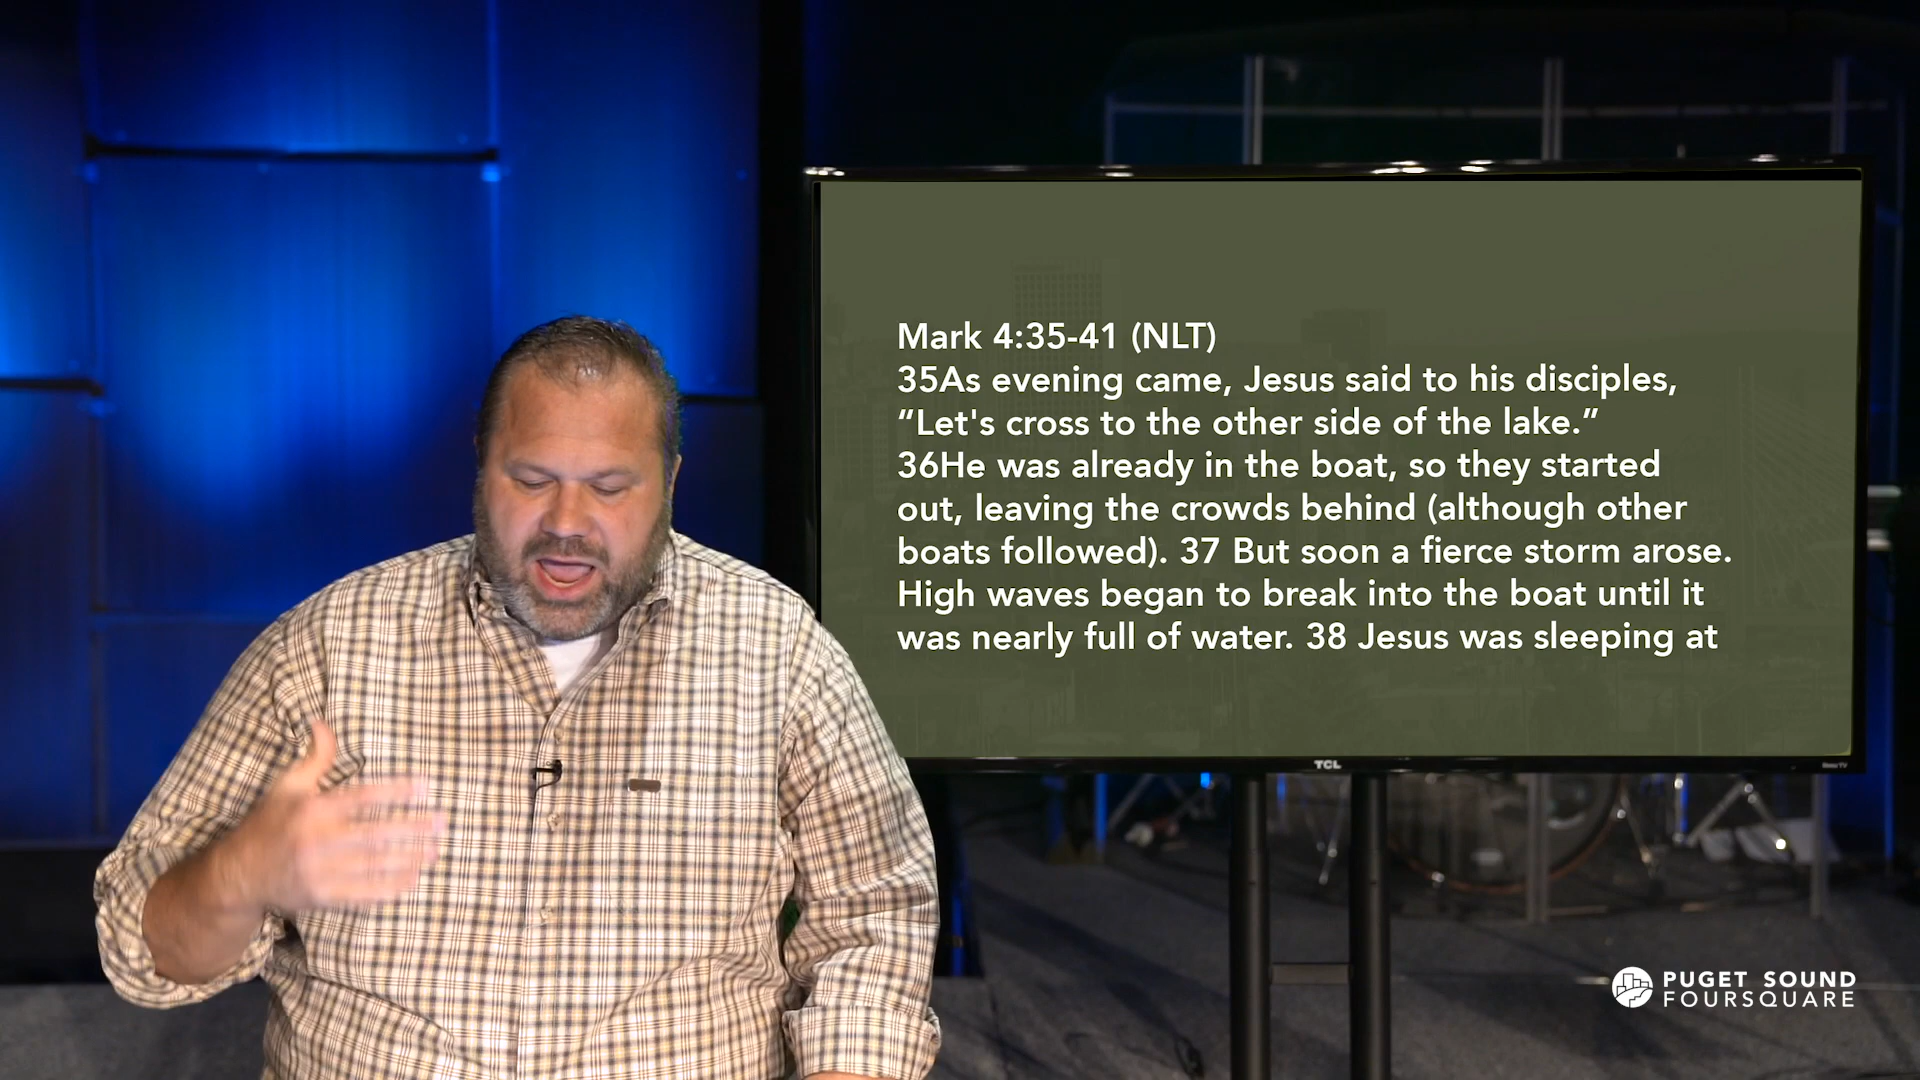 Mark 4:35-41 (NLT)
35As evening came, Jesus said to his disciples,
“Let's cross to the other side of the lake.”
36He was already in the boat, so they started
out, leaving the crowds behind (although other
boats followed). 37 But soon a fierce storm arose.
High waves began to break into the boat until it
was nearly full of water. 38 Jesus was sleeping at
TCL
Roku TV
PUGET SOUND
FOURSQUARE